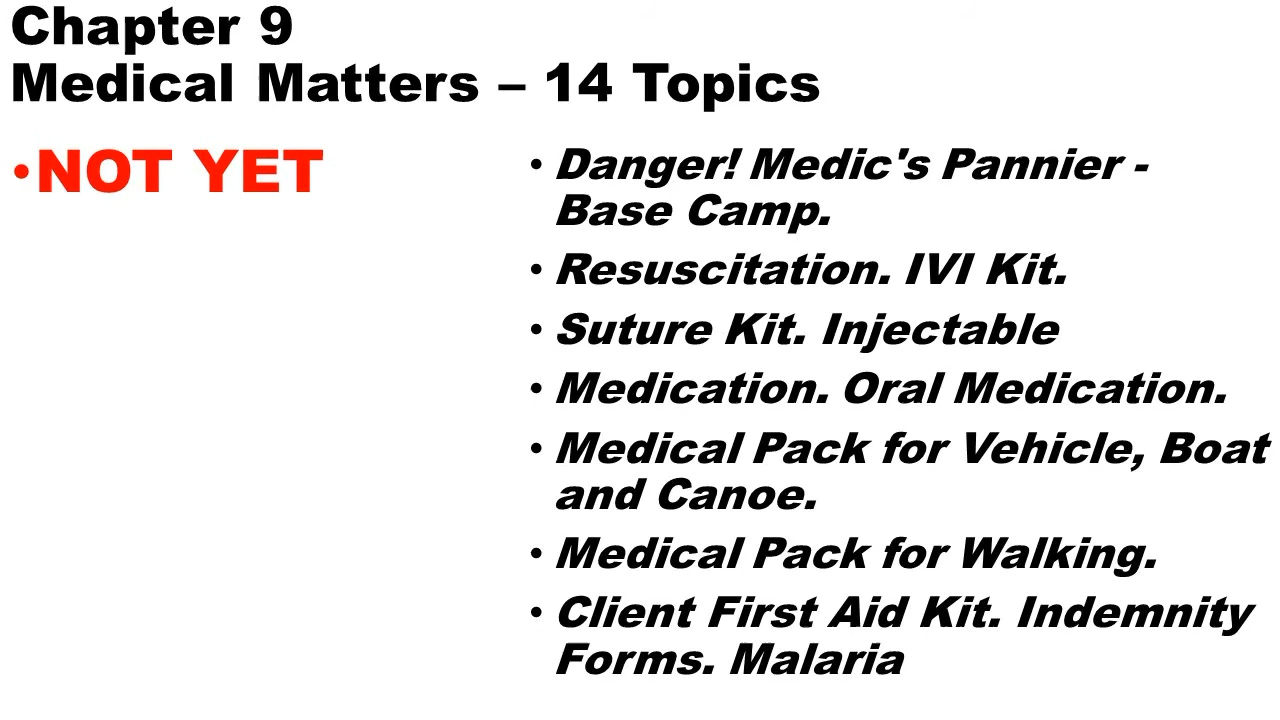 Chapter 9
Medical Matters – 14 Topics
•NOT YET
• Danger! Medic's Pannier -
Base Camp.
• Resuscitation. IVI Kit.
• Suture Kit. Injectable
• Medication. Oral Medication.
• Medical Pack for Vehicle, Boat
and Canoe.
• Medical Pack for Walking.
• Client First Aid Kit. Indemnity
Forms. Malaria